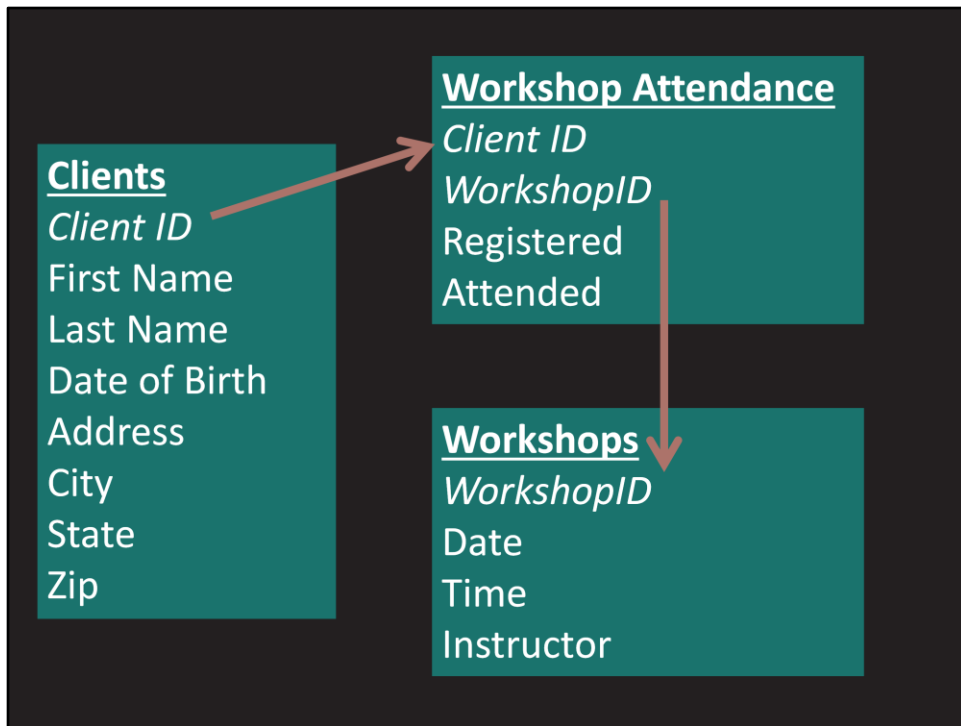 Clients
Client ID
First Name
Last Name
Date of Birth
Address
City
State
Zip
Workshop Attendance
Client ID
WorkshopID
Registered
Attended
Workshops
WorkshopID
Date
Time
Instructor